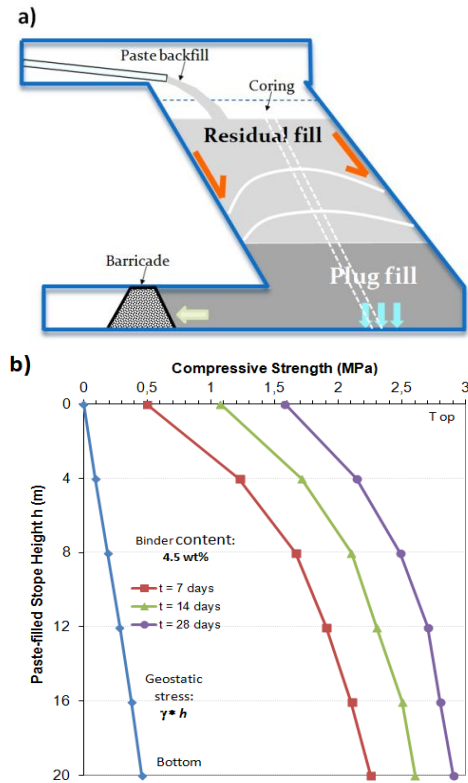 a)
Paste backfill
Coring
Residual fill
Barricade
Plug fill
b)
Compressive Strength (MPa)
0 0,5 1 1,5 2 2,5 3
Paste-filled Stope Height h (m)
0
4
8
12
16
20
T op
Binder content:
4.5 wt%
t = 7 days
t = 14 days
t = 28 days
Geostatic
stress:
γ* h
Bottom